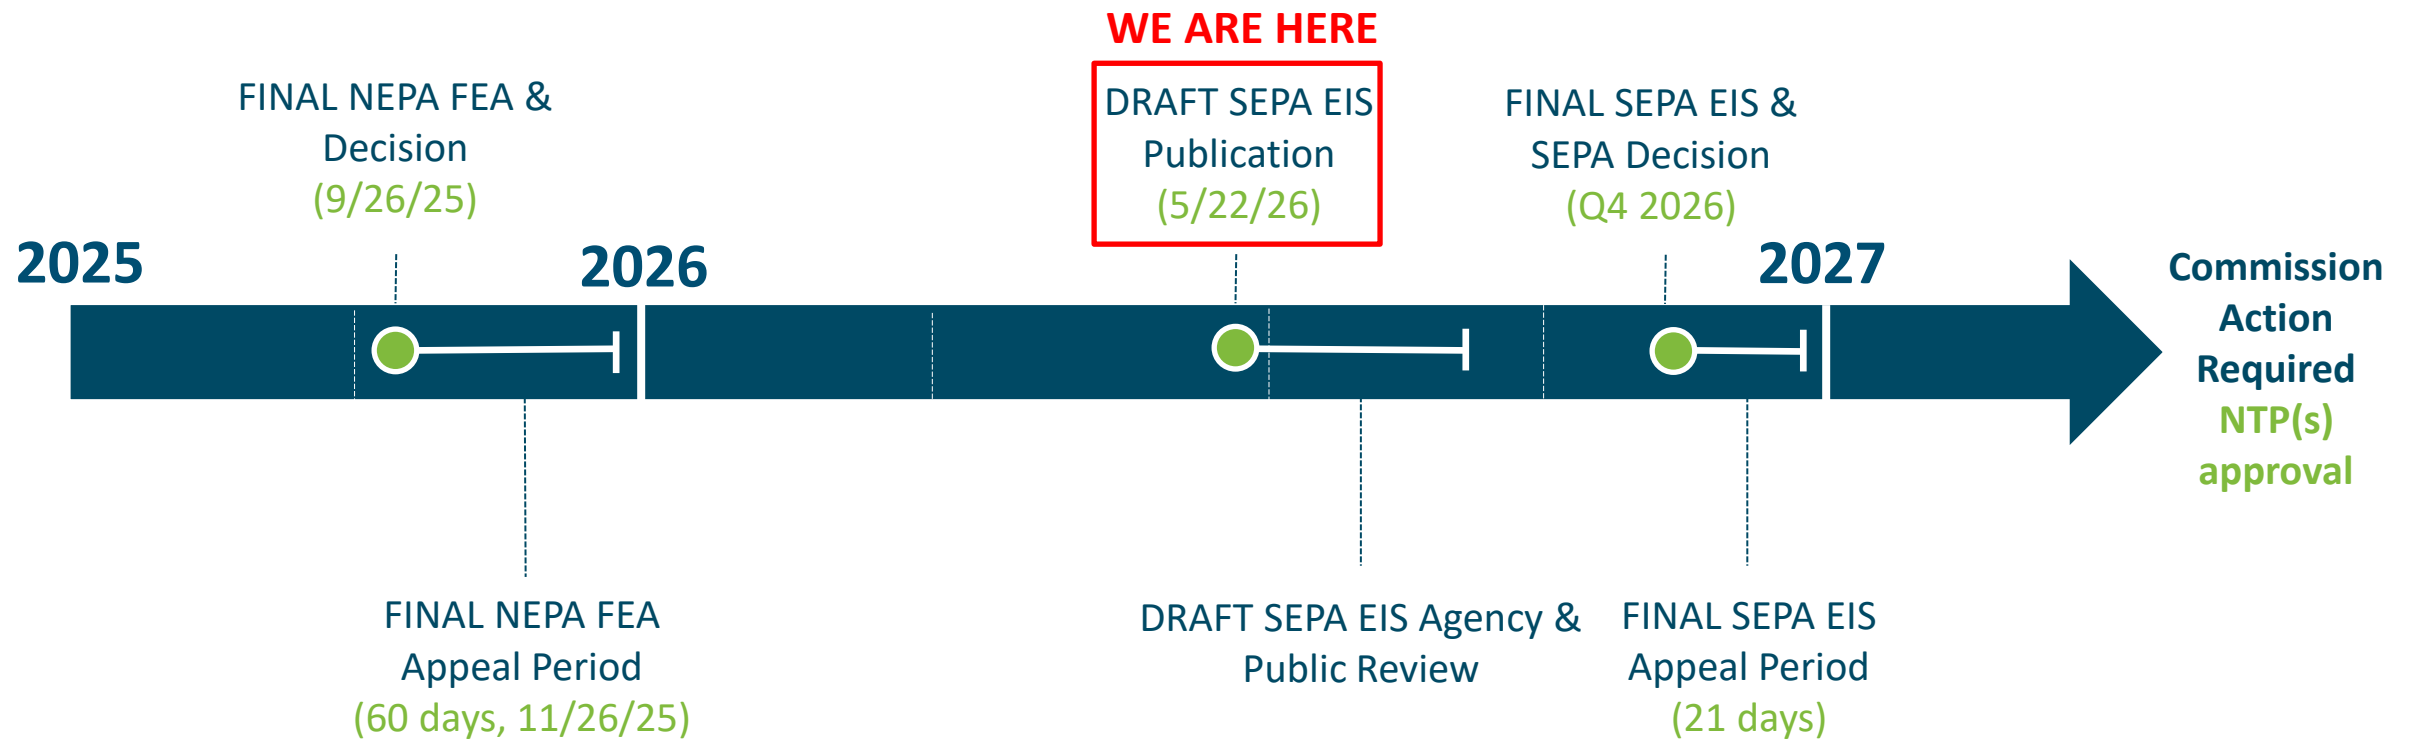 WE ARE HERE
FINAL NEPA FEA &
Decision
(9/26/25)
DRAFT SEPA EIS
Publication
(5/22/26)
FINAL SEPA EIS &
SEPA Decision
(Q4 2026)
2025
2026
2027
Commission
Action
Required
NTP(s)
approval
FINAL NEPA FEA
Appeal Period
(60 days, 11/26/25)
DRAFT SEPA EIS Agency &
Public Review
FINAL SEPA EIS
Appeal Period
(21 days)